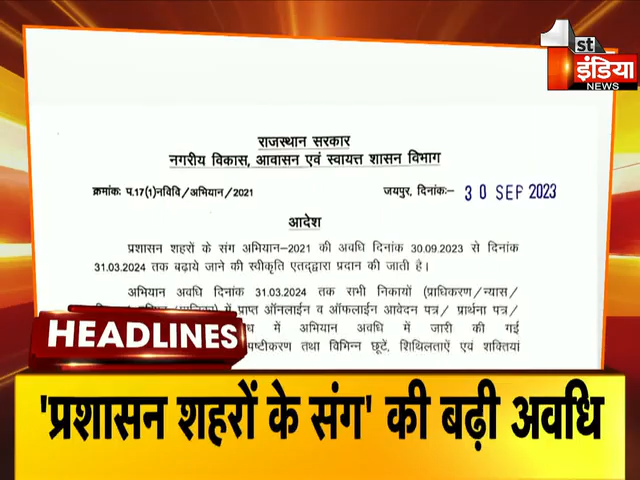 1st
इंडिया
NEWS
राजस्थान सरकार
नगरीय विकास, आवासन एवं स्वायत्त शासन विभाग
क्रमांक: प.17(1)नविवि/अभियान/2021 जयपुर, दिनांक:- 30 SEP 2023
आदेश
प्रशासन शहरों के संग अभियान-2021 की अवधि दिनांक 30.09.2023 से दिनांक
31.03.2024 तक बढ़ाये जाने की स्वीकृति एतद्द्वारा प्रदान की जाती है।
अभियान अवधि दिनांक 31.03.2024 तक सभी निकायों (प्राधिकरण/न्यास/
में प्राप्त ऑनलाईन व ऑफलाईन आवेदन पत्र/ प्रार्थना पत्र/
में अभियान अवधि में जारी की गई
तथा विभिन्न छूटें, शिथिलताऐं एवं शक्तियां
HEADLINES
'प्रशासन शहरों के संग' की बढ़ी अवधि